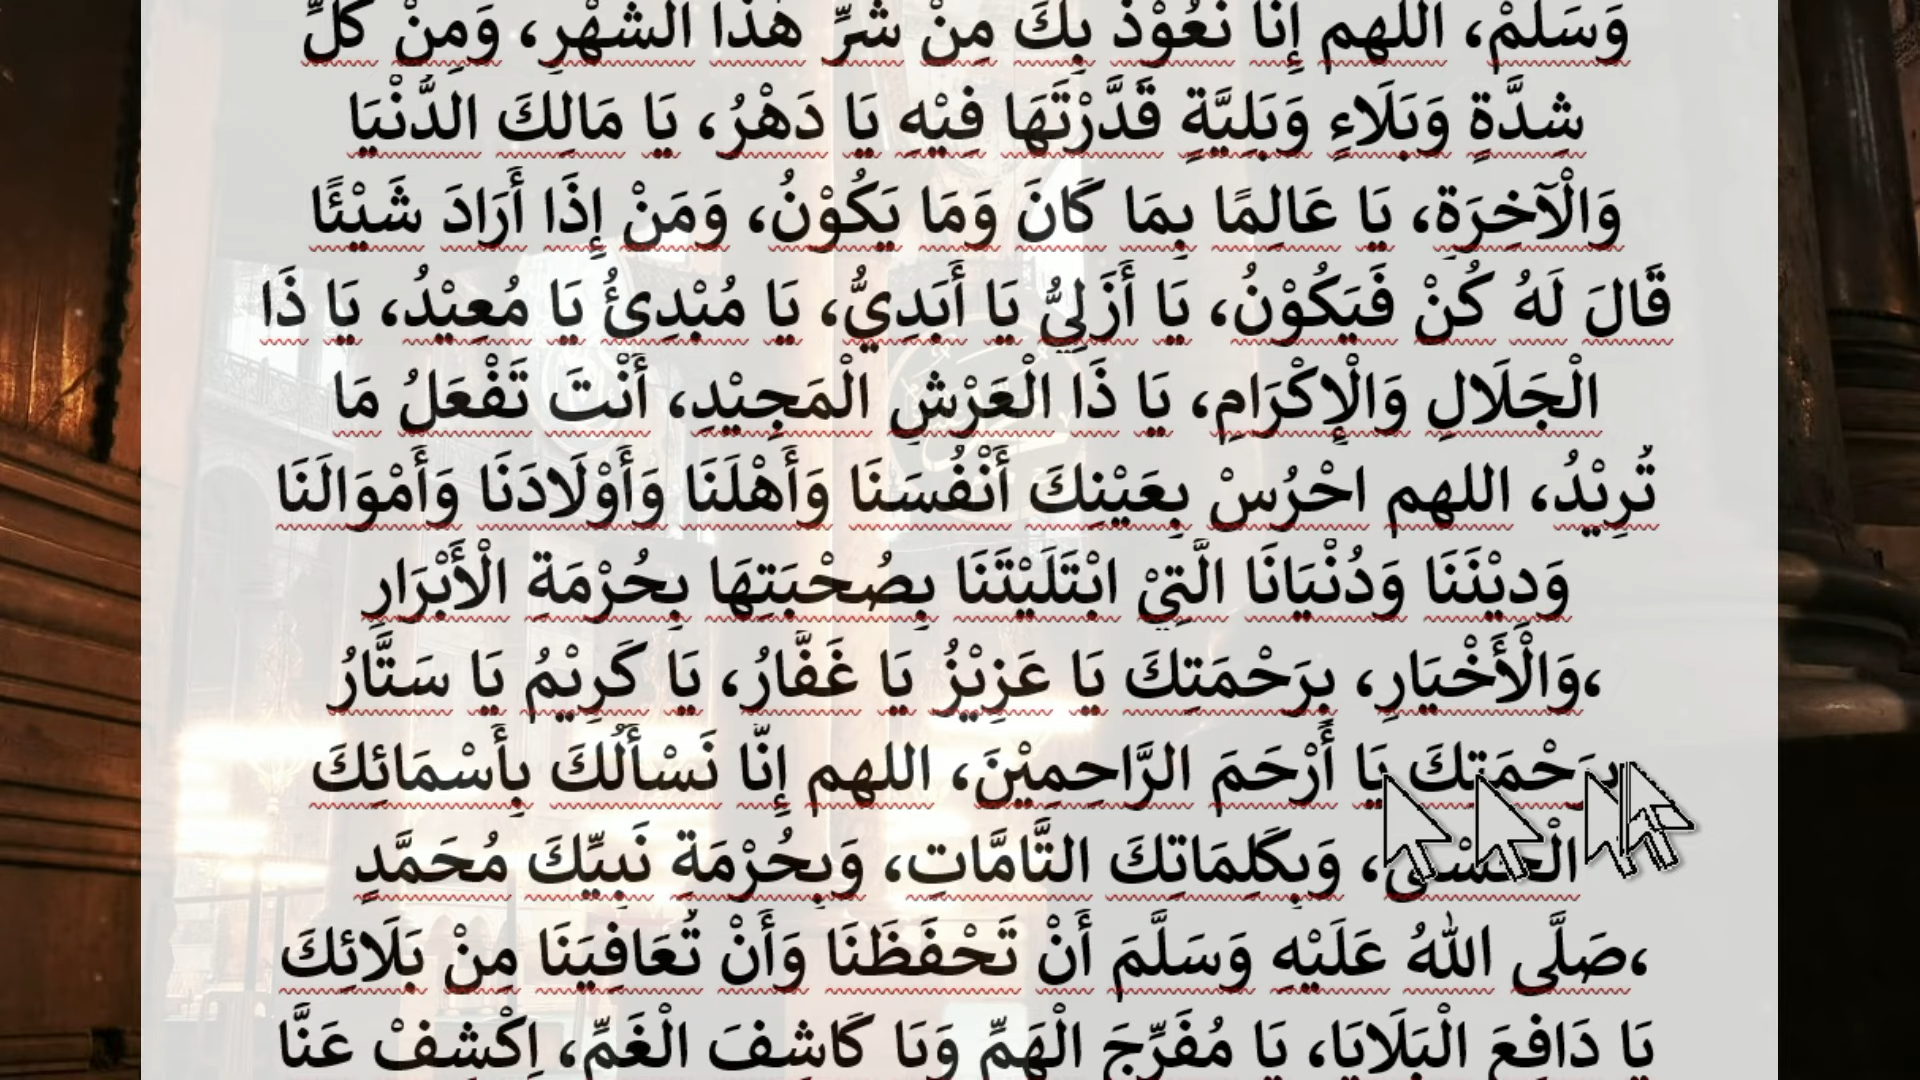 وَسَلَّمْ، اللهم إِنَّا نَعُوْذُ بِكَ مِنْ شَرِّ هٰذَا الشَّهْرِ، وَمِنْ كُلِّ
شِدَّةٍ وَبَلَاءٍ وَبَلِيَّةٍ قَدَّرْتَهَا فِيْهِ يَا دَهْرُ، يَا مَالِكَ الدُّنْيَا
وَالْآخِرَةِ، يَا عَالِمًا بِمَا كَانَ وَمَا يَكُوْنُ، وَمَنْ إِذَا أَرَادَ شَيْئًا
قَالَ لَهُ كُنْ فَيَكُوْنُ، يَا أَزَلِيُّ يَا أَبَدِيُّ، يَا مُبْدِئُ يَا مُعِيْدُ، يَا ذَا
الْجَلَالِ وَالْإِكْرَامِ، يَا ذَا الْعَرْشِ الْمَجِيْدِ، أَنْتَ تَفْعَلُ مَا
تُرِيْدُ، اللهم احْرُسْ بِعَيْنِكَ أَنْفُسَنَا وَأَهْلَنَا وَأَوْلَادَنَا وَأَمْوَالَنَا
وَدِيْنَنَا وَدُنْيَانَا الَّتِيْ ابْتَلَيْتَنَا بِصُحْبَتِهَا بِحُرْمَةِ الْأَبْرَارِ
،وَالْأَخْيَارِ، بِرَحْمَتِكَ يَا عَزِيْزُ يَا غَفَّارُ، يَا كَرِيْمُ يَا سَتَّارُ
بِرَحْمَتِكَ يَا أَرْحَمَ الرَّاحِمِيْنَ، اللهم إِنَّا نَسْأَلُكَ بِأَسْمَائِكَ
الْحُسْنَى، وَبِكَلِمَاتِكَ التَّامَّاتِ، وَبِحُرْمَةِ نَبِيِّكَ مُحَمَّدٍ
،صَلَّى اللهُ عَلَيْهِ وَسَلَّمَ أَنْ تَحْفَظَنَا وَأَنْ تُعَافِيَنَا مِنْ بَلَائِكَ
يَا دَافِعَ الْبَلَايَا، يَا مُفَرِّجَ الْهَمِّ وَيَا كَاشِفَ الْغَمِّ، اِكْشِفْ عَنَّا